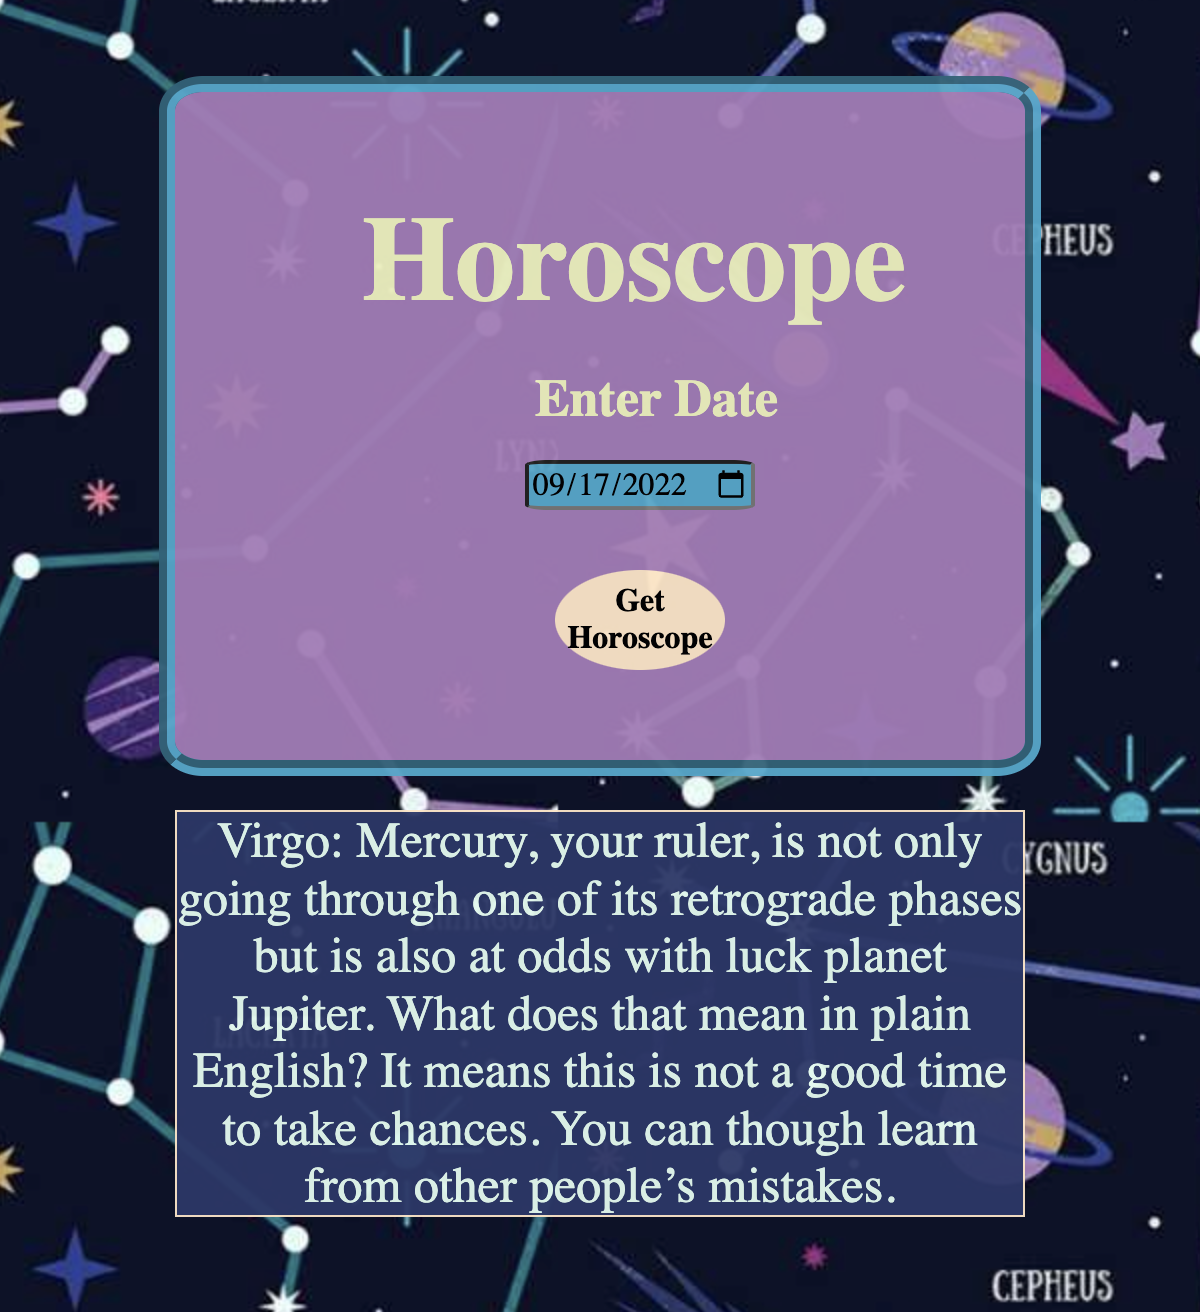 CEPHEUS
Horoscope
Enter Date
LYNX
09/17/2022
Get
Horoscope
Virgo: Mercury, your ruler, is not only
going through one of its retrograde phases
but is also at odds with luck planet
Jupiter. What does that mean in plain
English? It means this is not a good time
to take chances. You can though learn
from other people’s mistakes.
YGNUS
CEPHEUS